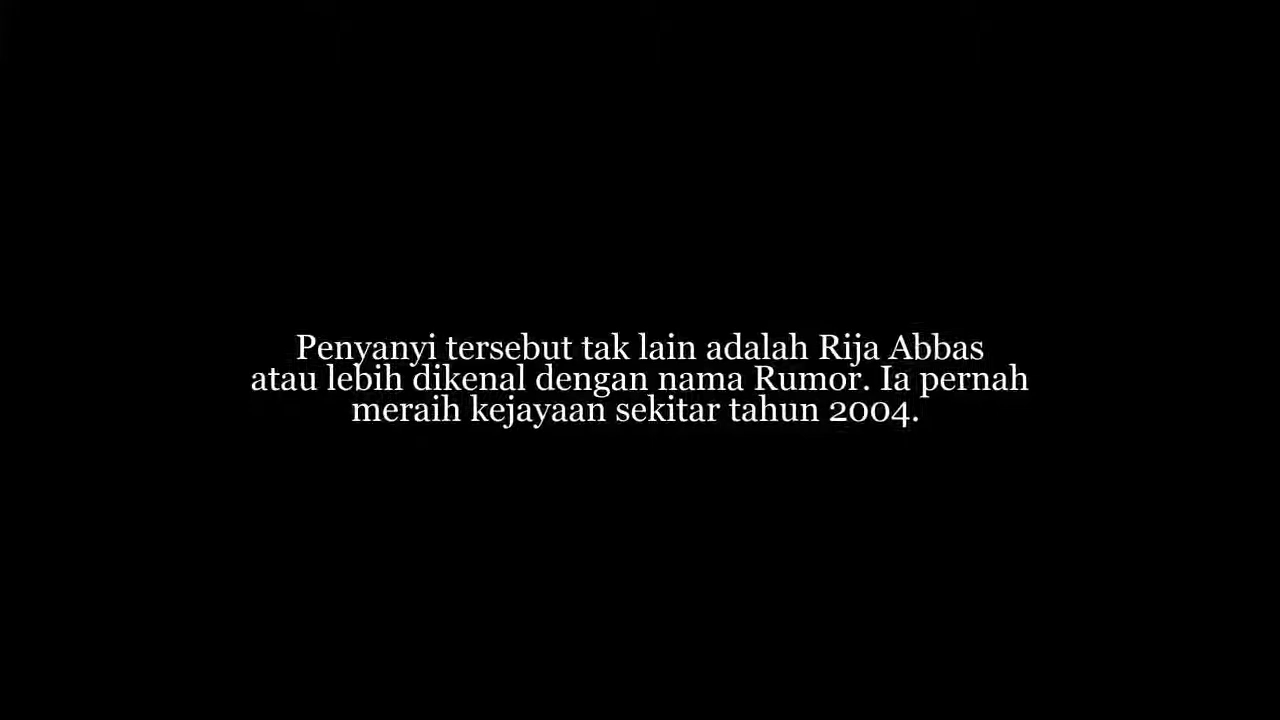 Penyanyi tersebut tak lain adalah Rija Abbas
atau lebih dikenal dengan nama Rumor. Ia pernah
meraih kejayaan sekitar tahun 2004.